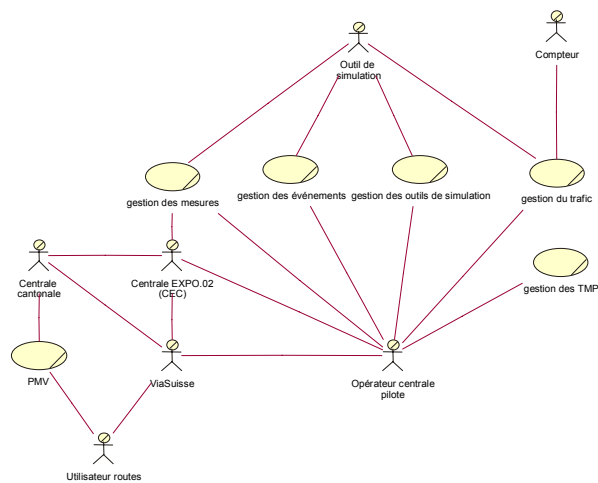 Outil de
simulation
Compteur
gestion des mesures
gestion des événements
gestion des outils de simulation
gestion du trafic
Centrale
cantonale
Centrale EXPO.02
(CEC)
gestion des TMP
PMV
ViaSuisse
Opérateur centrale
pilote
Utilisateur routes